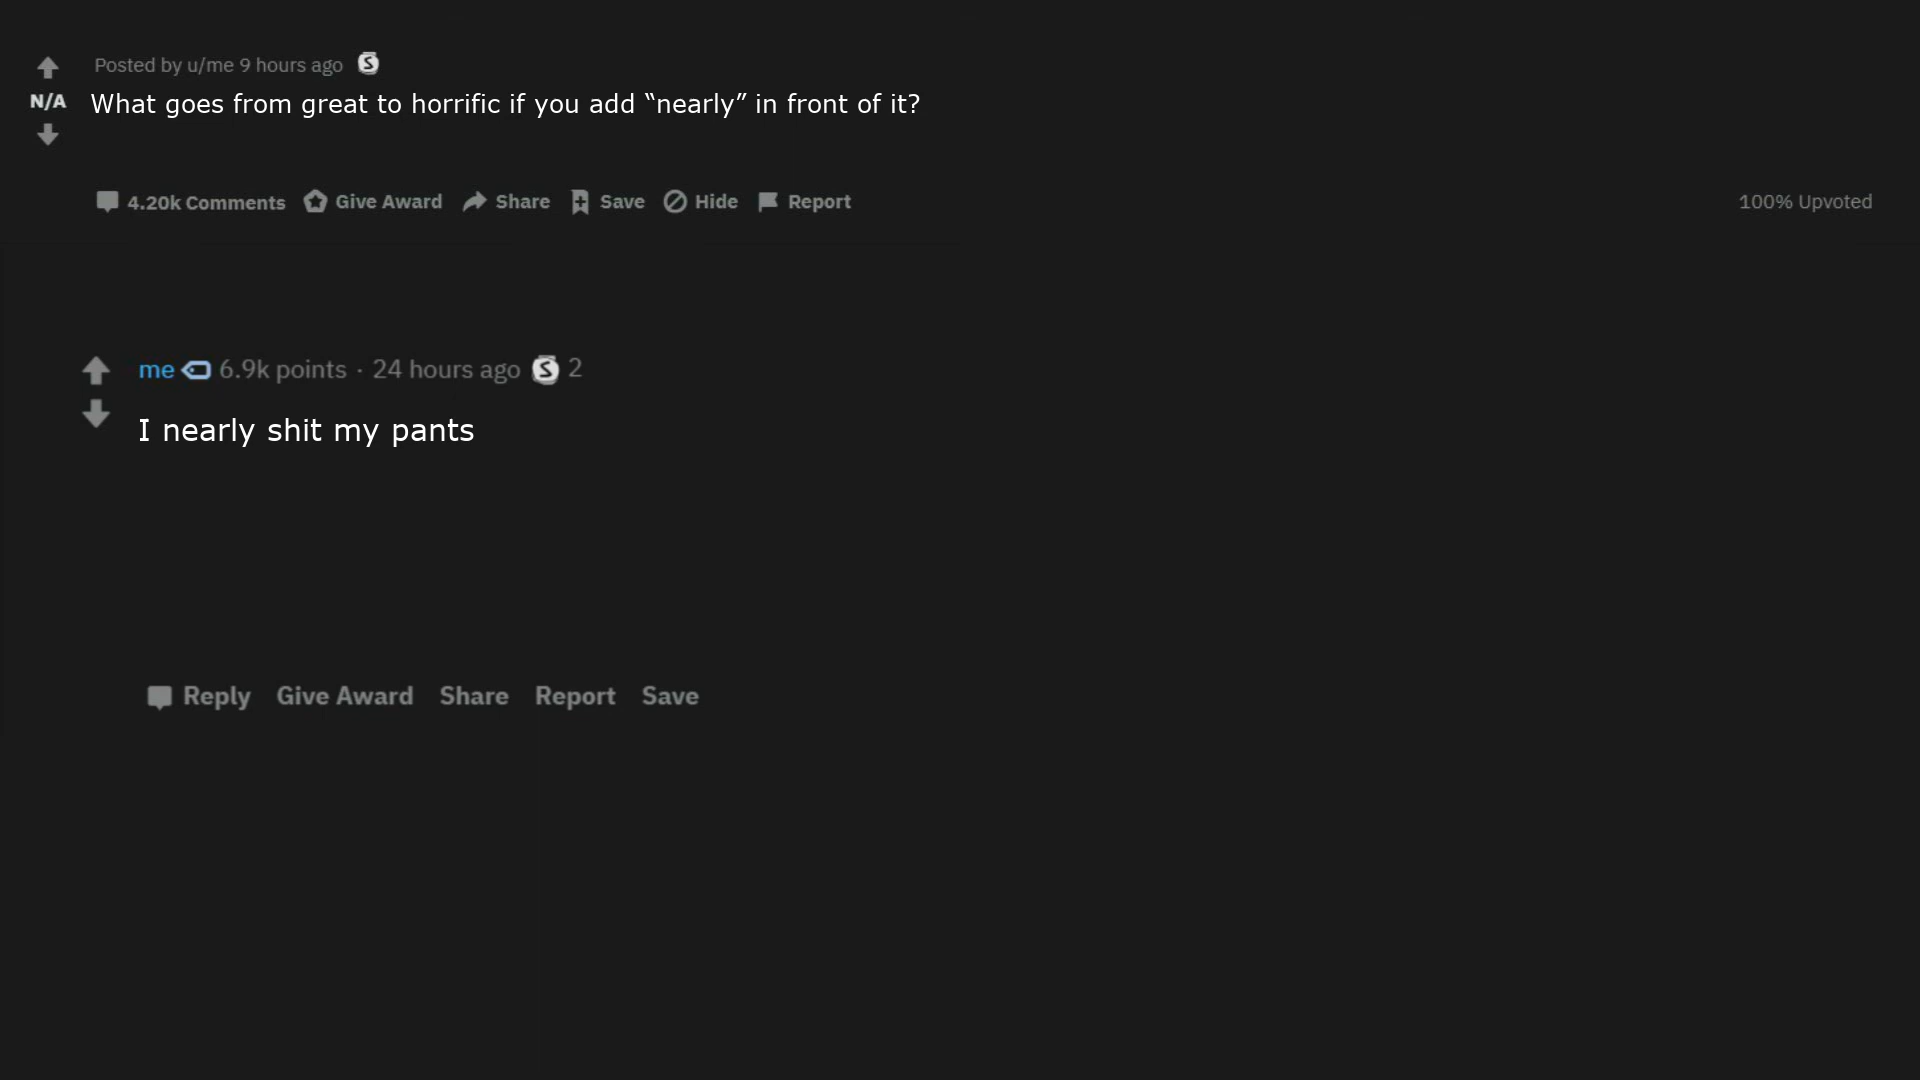 Posted by u/me 9 hours ago S
N/A
What goes from great to horrific if you add “nearly” in front of it?
4.20k Comments Give Award Share Save Hide Report 100% Upvoted
me 6.9k points · 24 hours ago S 2
I nearly shit my pants
Reply Give Award Share Report Save